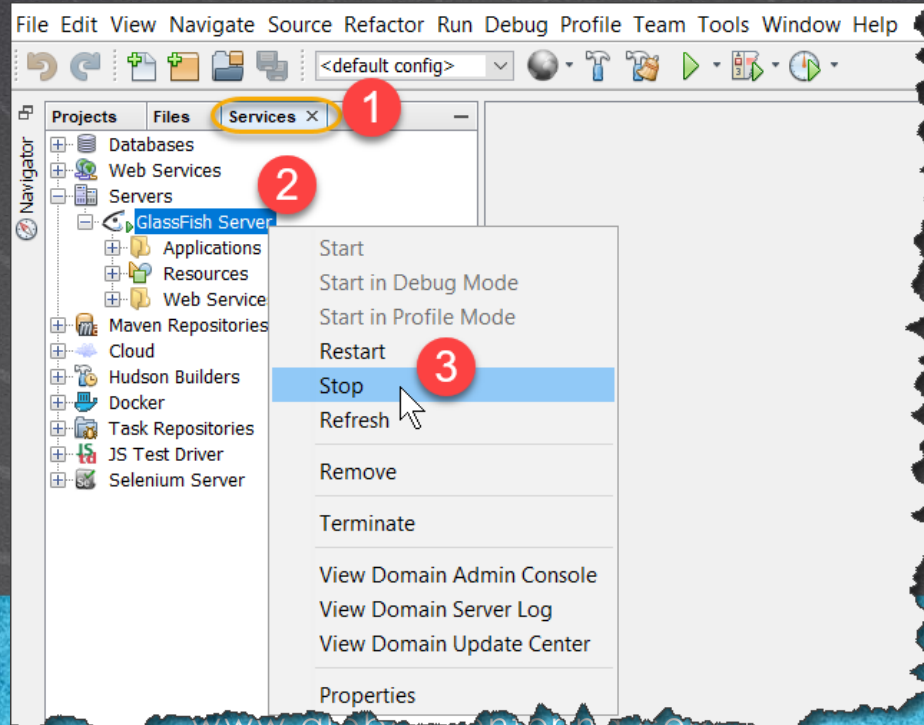 File Edit View Navigate Source Refactor Run Debug Profile Team Tools Window Help
<default config>
Navigator
Projects Files Services 1
Databases
Web Services
Servers 2
GlassFish Server
Applications
Resources
Web Service
Maven Repositories
Cloud
Hudson Builders
Docker
Task Repositories
JS Test Driver
Selenium Server
Start
Start in Debug Mode
Start in Profile Mode
Restart
3
Stop
Refresh
Remove
Terminate
View Domain Admin Console
View Domain Server Log
View Domain Update Center
Properties